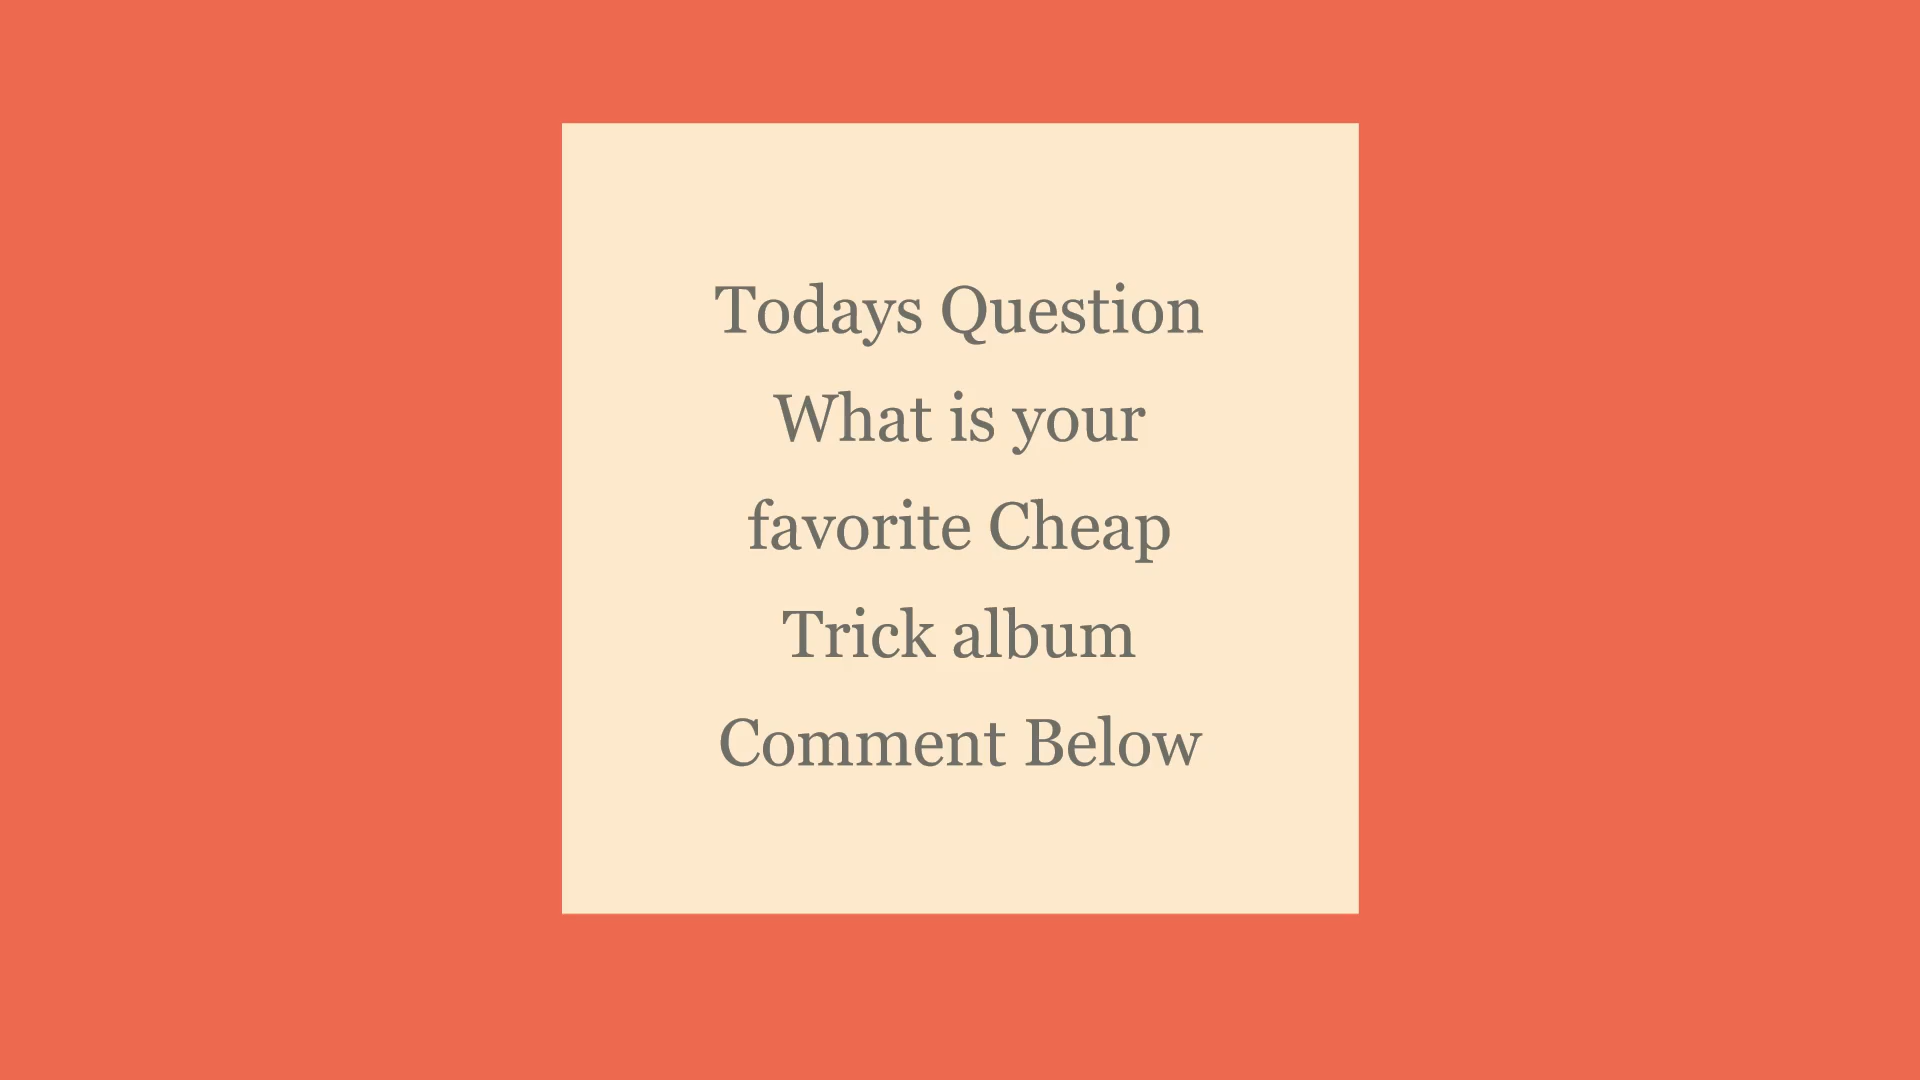 Todays Question
What is your
favorite Cheap
Trick album
Comment Below